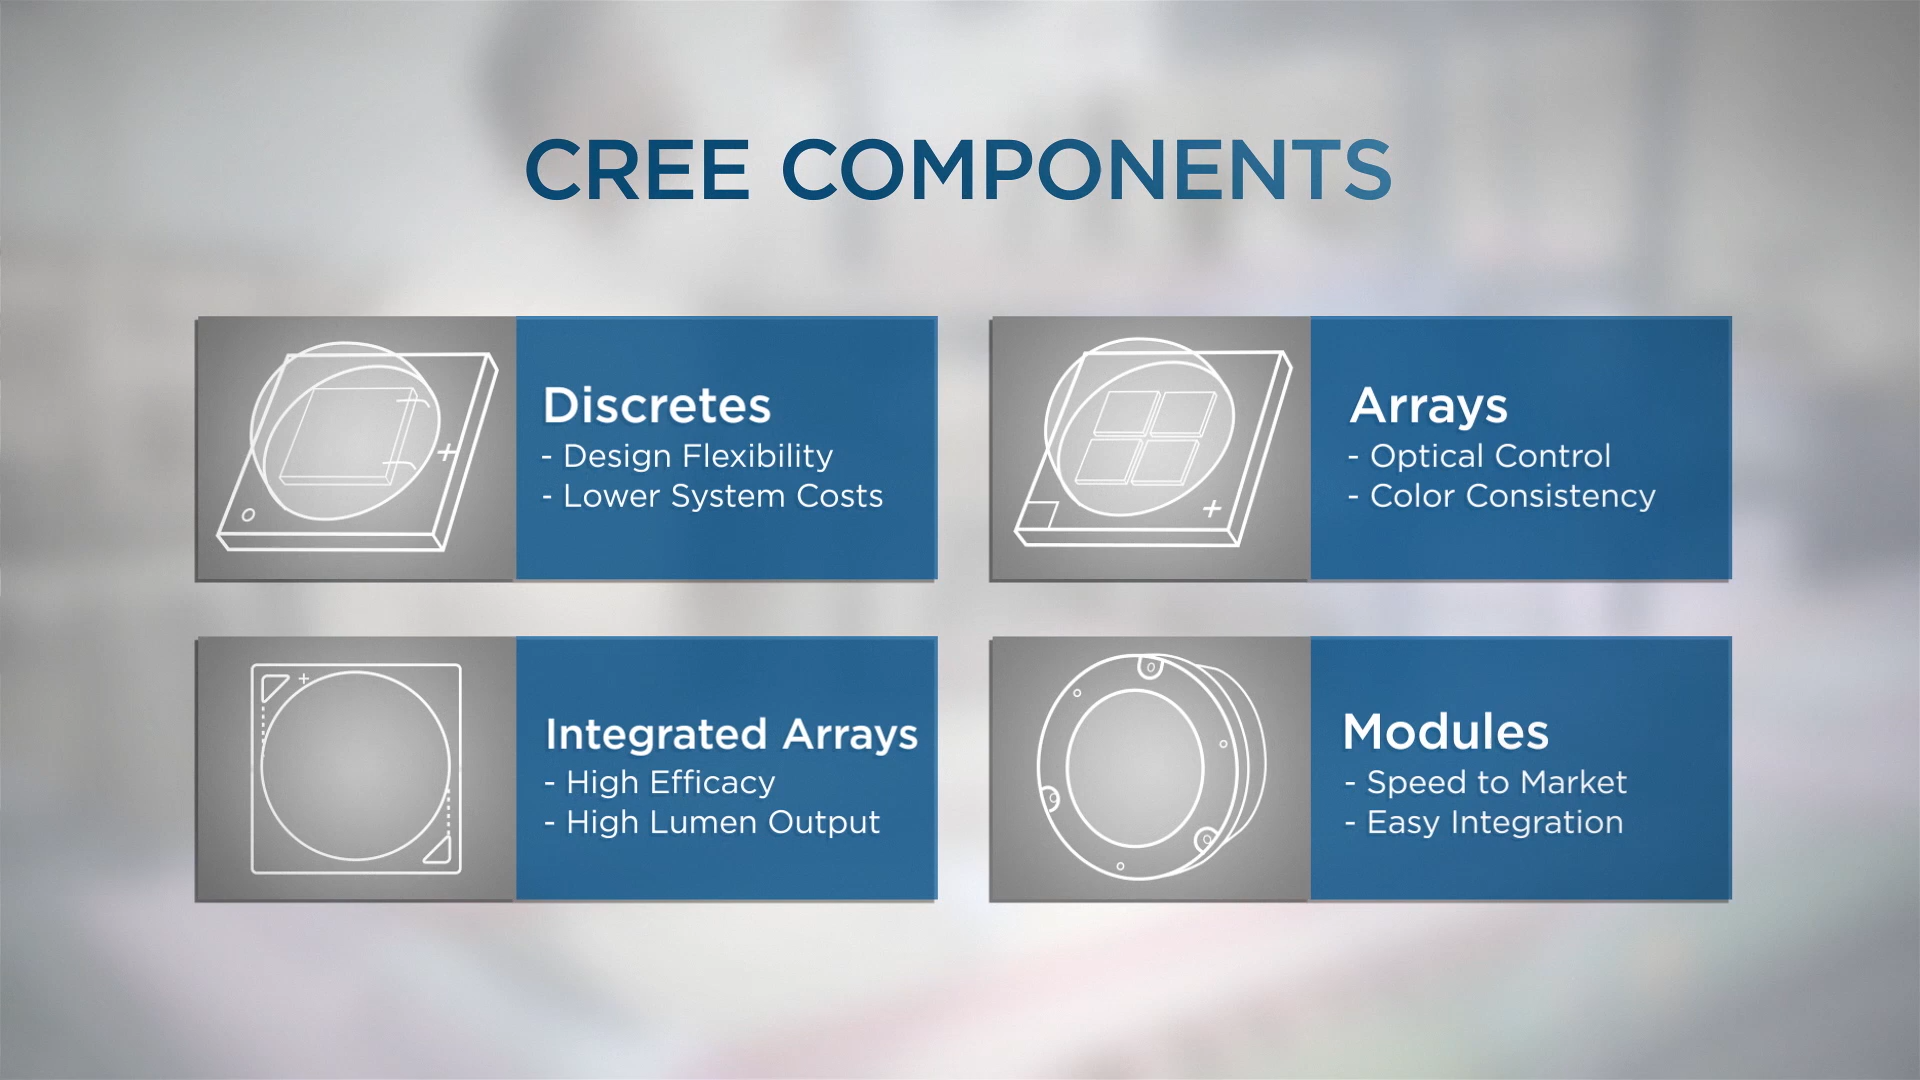 CREE COMPONENTS
Discretes
- Design Flexibility
- Lower System Costs
Arrays
- Optical Control
- Color Consistency
Integrated Arrays
- High Efficacy
- High Lumen Output
Modules
- Speed to Market
- Easy Integration